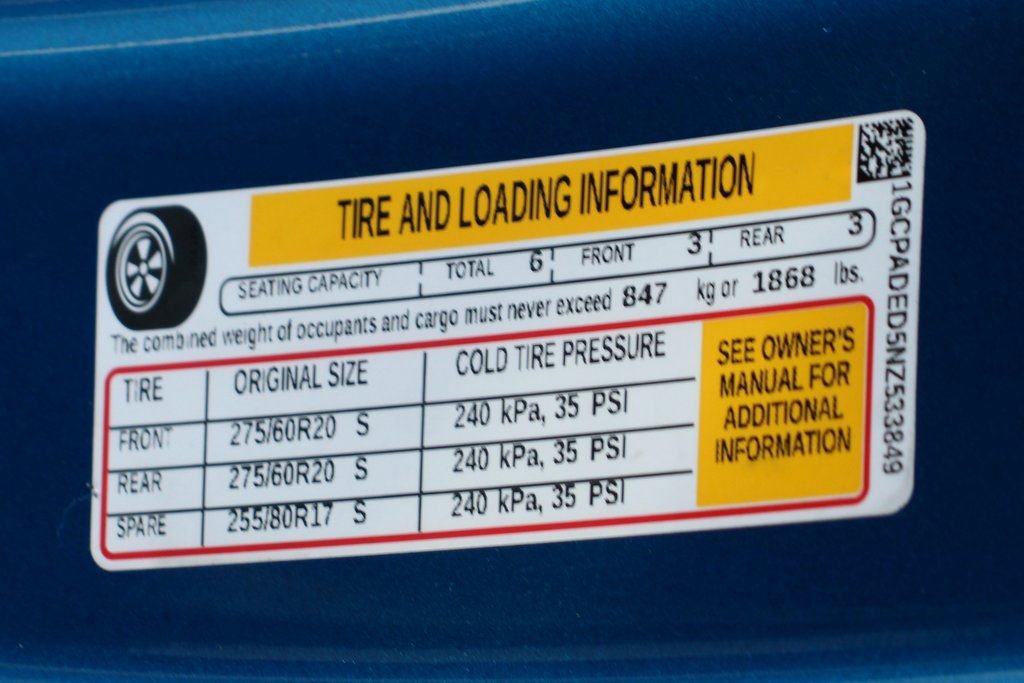 TIRE AND LOADING INFORMATION
SEATING CAPACITY TOTAL 6 FRONT 3 REAR 3
The combined weight of occupants and cargo must never exceed 847 kg or 1868 lbs.
TIRE ORIGINAL SIZE COLD TIRE PRESSURE
FRONT 275/60R20 S 240 kPa, 35 PSI
REAR 275/60R20 S 240 kPa, 35 PSI
SPARE 255/80R17 S 240 kPa, 35 PSI
SEE OWNER'S
MANUAL FOR
ADDITIONAL
INFORMATION
1GCPADED5NZ533849